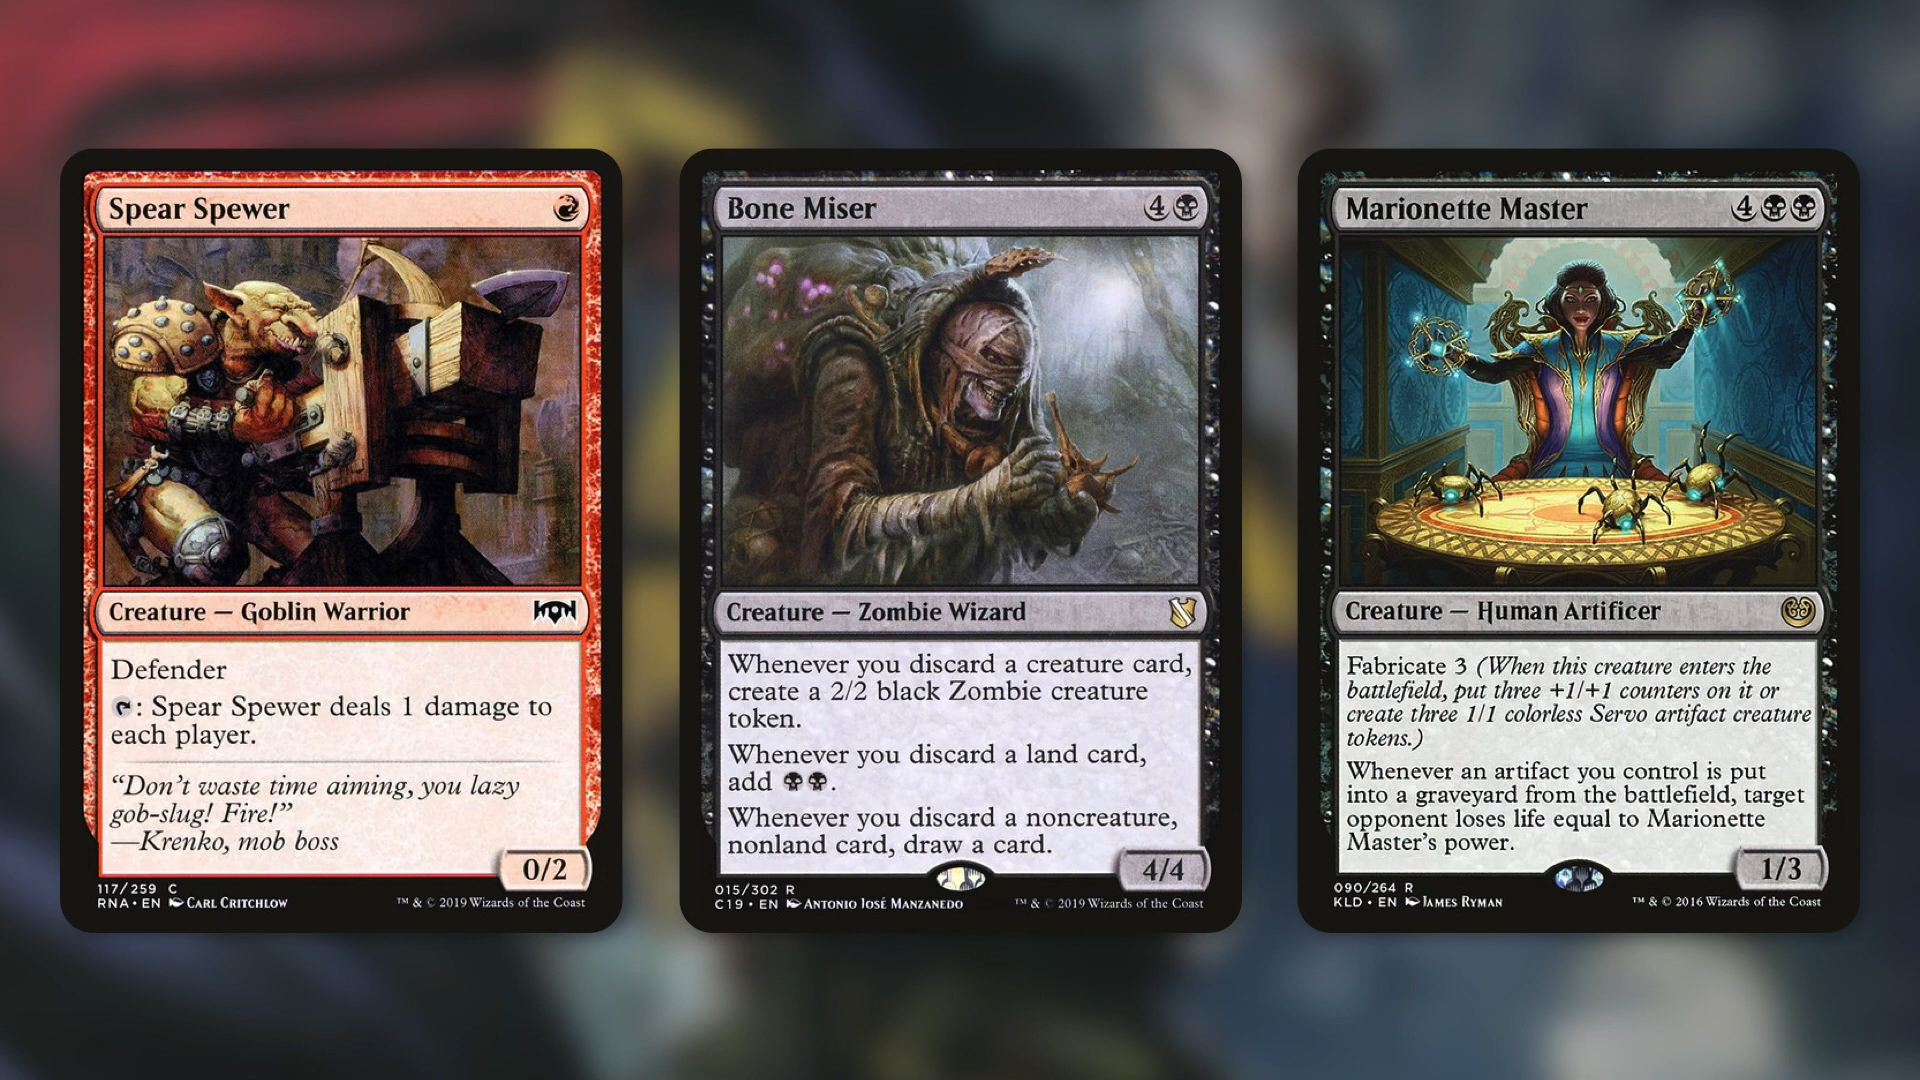 Spear Spewer
Creature — Goblin Warrior
Defender
: Spear Spewer deals 1 damage to
each player.
“Don’t waste time aiming, you lazy
gob-slug! Fire!”
—Krenko, mob boss
0/2
117/259 C
RNA • EN CARL CRITCHLOW
™ & © 2019 Wizards of the Coast
Bone Miser
4
Creature — Zombie Wizard
Whenever you discard a creature card,
create a 2/2 black Zombie creature
token.
Whenever you discard a land card,
add .
Whenever you discard a noncreature,
nonland card, draw a card.
4/4
015/302 R
C19 • EN ANTONIO JOSÉ MANZANEDO
™ & © 2019 Wizards of the Coast
Marionette Master
4
Creature — Human Artificer
Fabricate 3 (When this creature enters the
battlefield, put three +1/+1 counters on it or
create three 1/1 colorless Servo artifact creature
tokens.)
Whenever an artifact you control is put
into a graveyard from the battlefield, target
opponent loses life equal to Marionette
Master’s power.
1/3
090/264 R
KLD • EN JAMES RYMAN
™ & © 2016 Wizards of the Coast